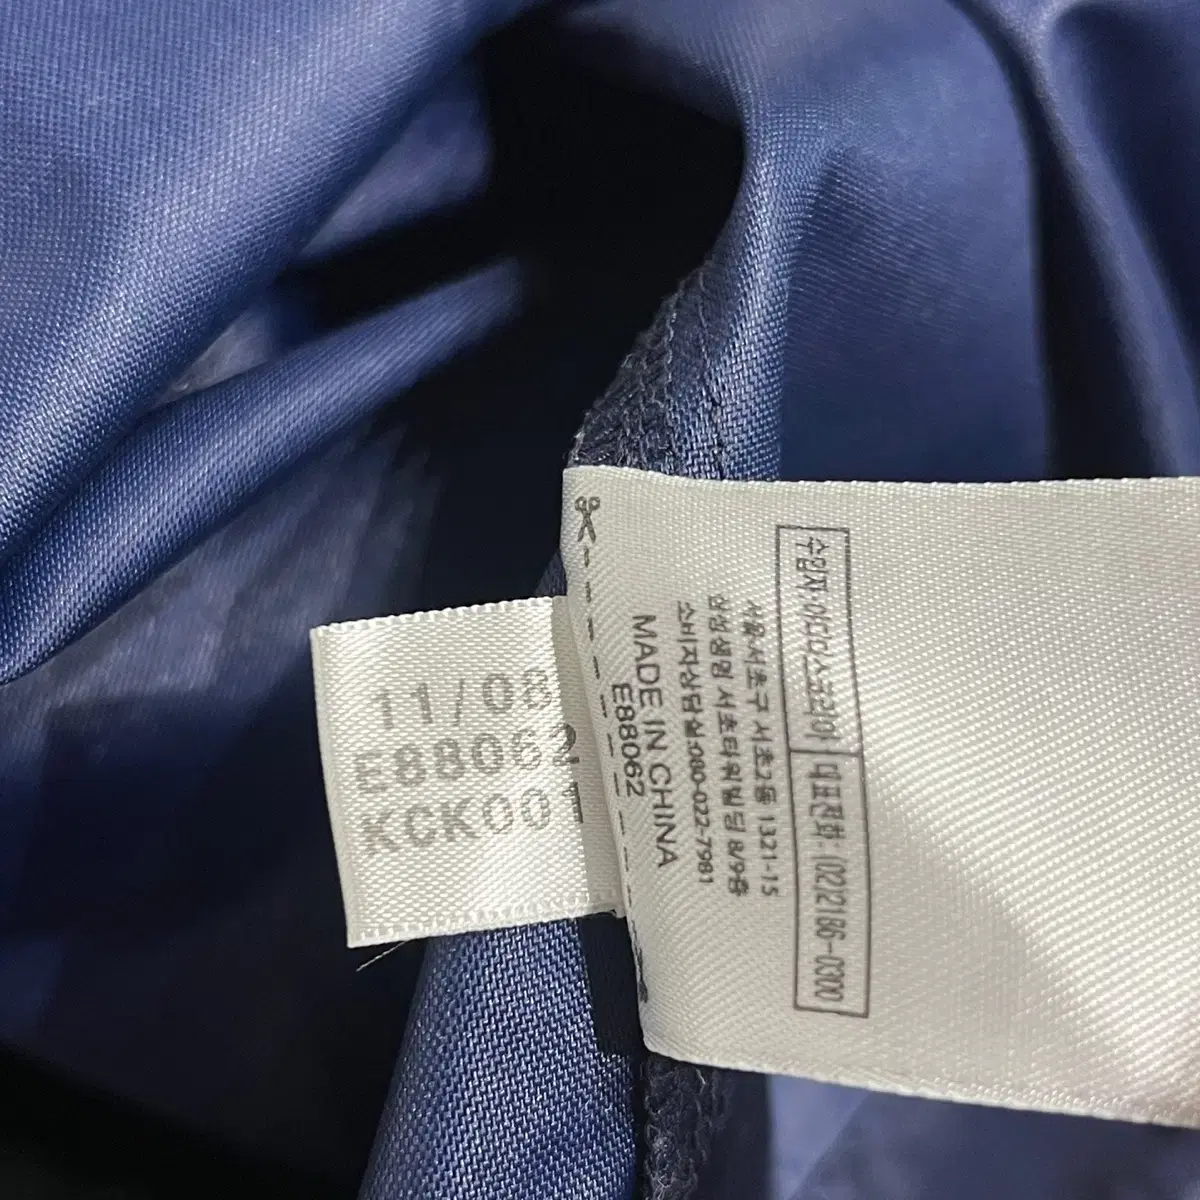 11/08
E88062
KCK001
수입자:아디다스코리아 대표전화: (02)2186-0300
서울 서초구 서초2동 1321-15
삼성생명 서초타워빌딩 8/9층
소비자상담실:080-022-7981
MADE IN CHINA
E88062